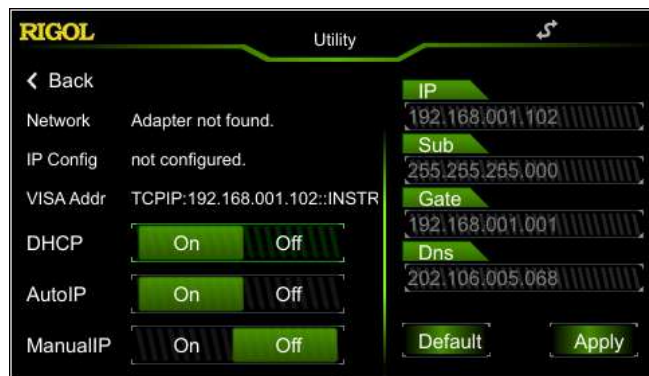 RIGOL
Utility
Back
Network Adapter not found.
IP Config not configured.
VISA Addr TCPIP:192.168.001.102::INSTR
DHCP On Off
AutoIP On Off
ManualIP On Off
IP
192.168.001.102
Sub
255.255.255.000
Gate
192.168.001.001
Dns
202.106.005.068
Default Apply